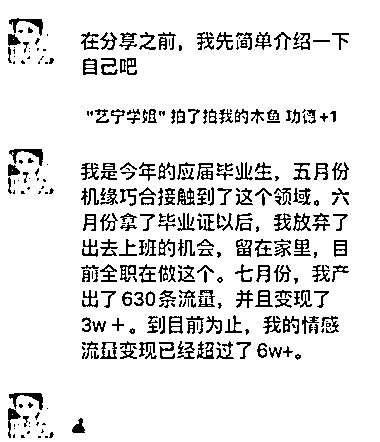 在分享之前，我先简单介绍一下
自己吧
"艺宁学姐" 拍了拍我的木鱼 功德+1
我是今年的应届毕业生，五月份
机缘巧合接触到了这个领域。六
月份拿了毕业证以后，我放弃了
出去上班的机会，留在家里，目
前全职在做这个。七月份，我产
出了630条流量，并且变现了
3w＋。到目前为止，我的情感
流量变现已经超过了6w+。